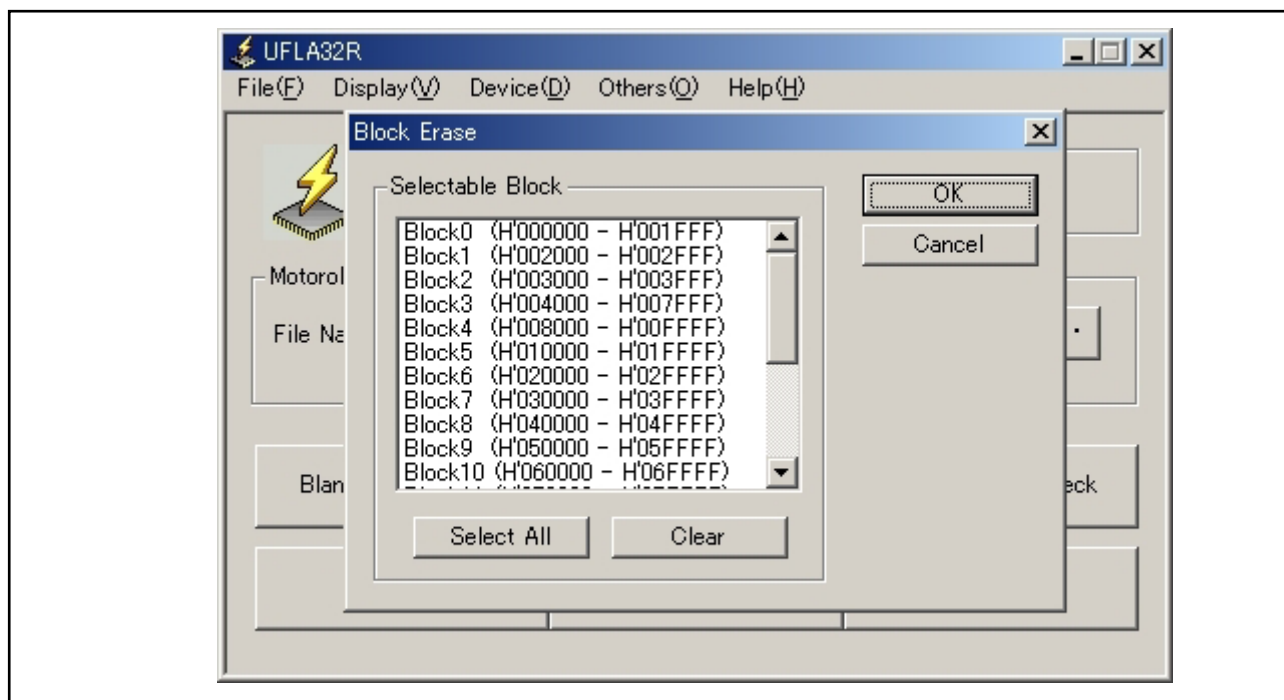 UFLA32R
File(F) Display(V) Device(D) Others(O) Help(H)
Block Erase
Selectable Block
Block0 (H'000000 - H'001FFF)
Block1 (H'002000 - H'002FFF)
Block2 (H'003000 - H'003FFF)
Block3 (H'004000 - H'007FFF)
Block4 (H'008000 - H'00FFFF)
Block5 (H'010000 - H'01FFFF)
Block6 (H'020000 - H'02FFFF)
Block7 (H'030000 - H'03FFFF)
Block8 (H'040000 - H'04FFFF)
Block9 (H'050000 - H'05FFFF)
Block10 (H'060000 - H'06FFFF)
Select All
Clear
OK
Cancel
Motorol
File Na
Blan
eck